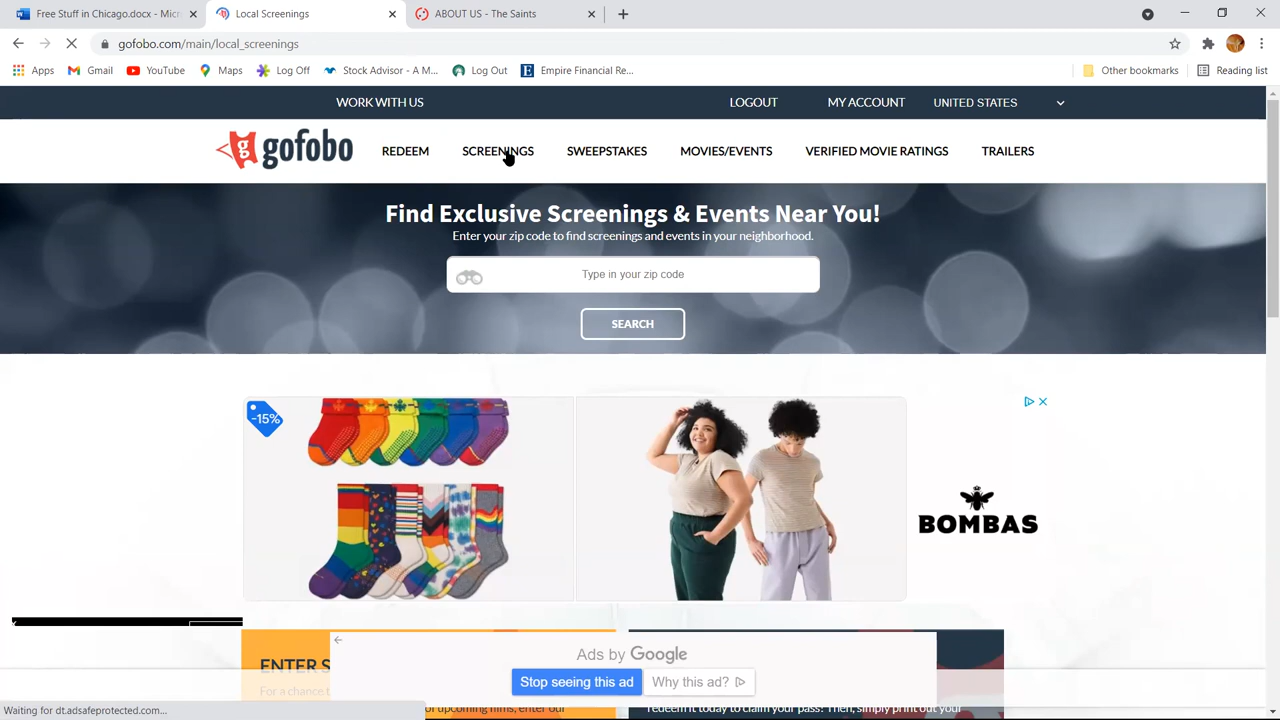 Free Stuff in Chicago.docx - Micr
Local Screenings
ABOUT US - The Saints
gofobo.com/main/local_screenings
Apps
Gmail
YouTube
Maps
Log Off
Stock Advisor - A M...
Log Out
Empire Financial Re...
Other bookmarks
Reading list
WORK WITH US
LOGOUT
MY ACCOUNT
UNITED STATES
gofobo
REDEEM
SCREENINGS
SWEEPSTAKES
MOVIES/EVENTS
VERIFIED MOVIE RATINGS
TRAILERS
Find Exclusive Screenings & Events Near You!
Enter your zip code to find screenings and events in your neighborhood.
Type in your zip code
SEARCH
-15%
BOMBAS
ENTER S
For a chance t
Ads by Google
Stop seeing this ad
Why this ad?
Waiting for dt.adsafeprotected.com...